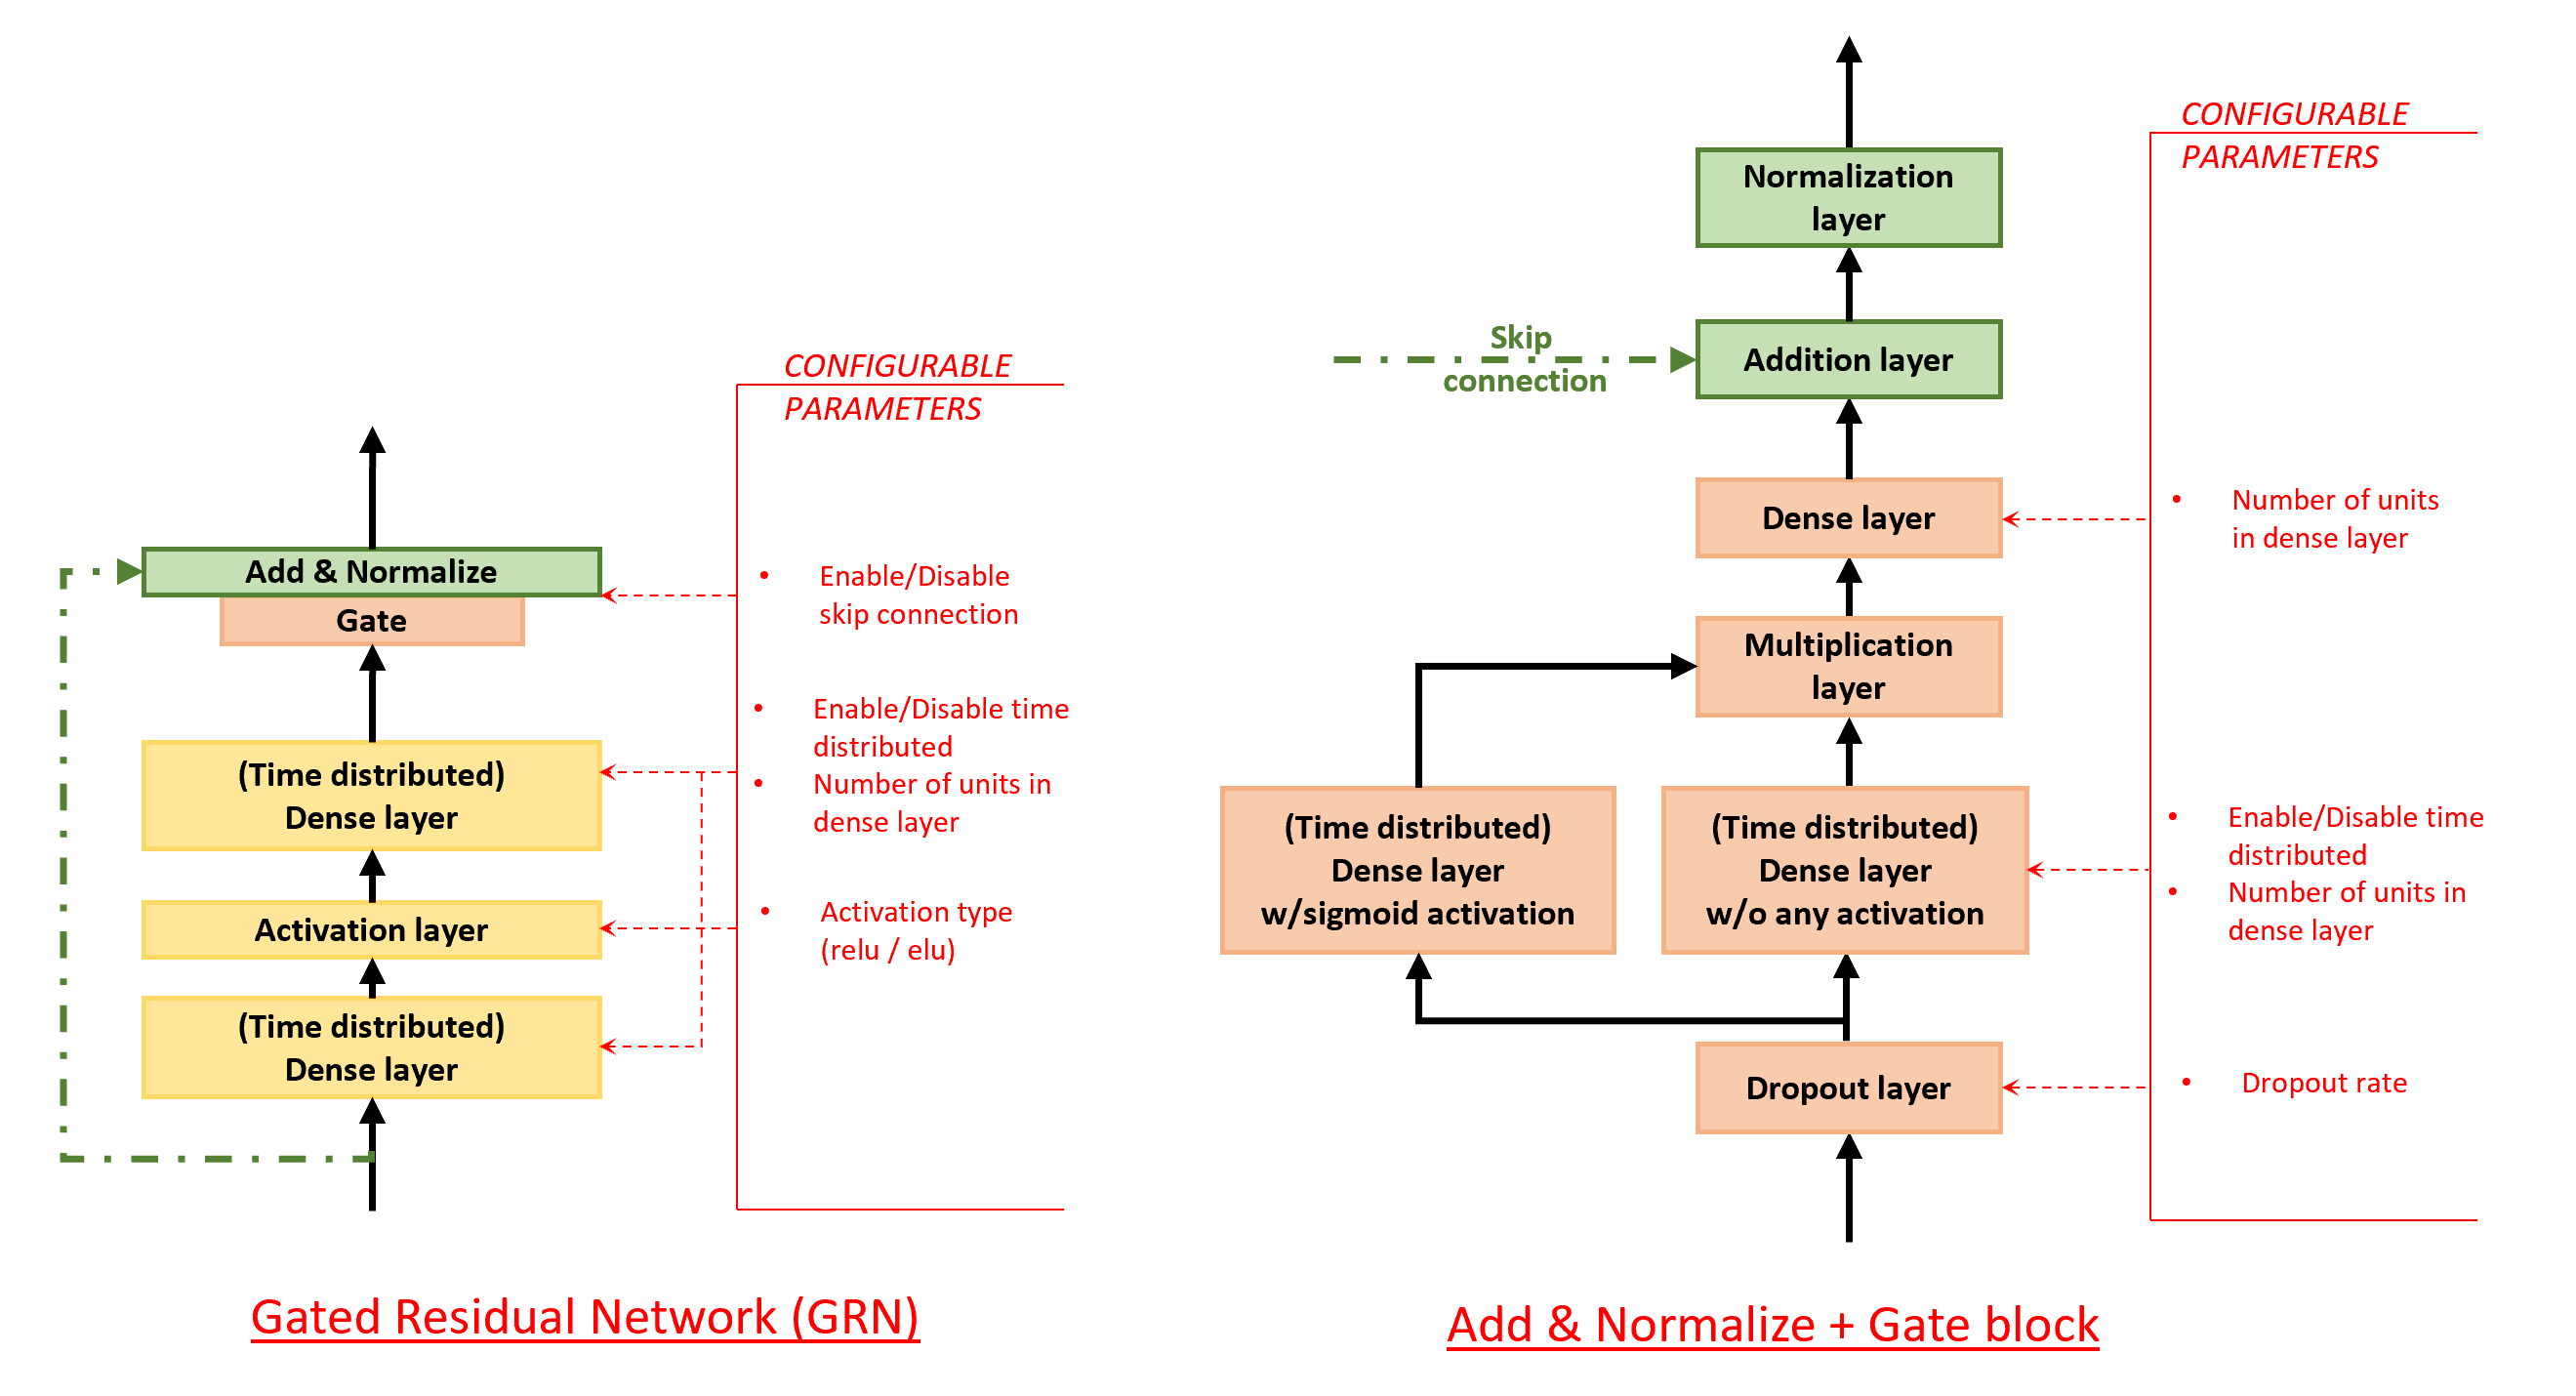 CONFIGURABLE
PARAMETERS
Add & Normalize
Gate
(Time distributed)
Dense layer
Activation layer
(Time distributed)
Dense layer
• Enable/Disable
skip connection
• Enable/Disable time
distributed
• Number of units in
dense layer
• Activation type
(relu / elu)
Gated Residual Network (GRN)
CONFIGURABLE
PARAMETERS
Normalization
layer
Skip
connection
Addition layer
Dense layer
Multiplication
layer
(Time distributed)
Dense layer
w/sigmoid activation
(Time distributed)
Dense layer
w/o any activation
Dropout layer
• Number of units
in dense layer
• Enable/Disable time
distributed
• Number of units in
dense layer
• Dropout rate
Add & Normalize + Gate block